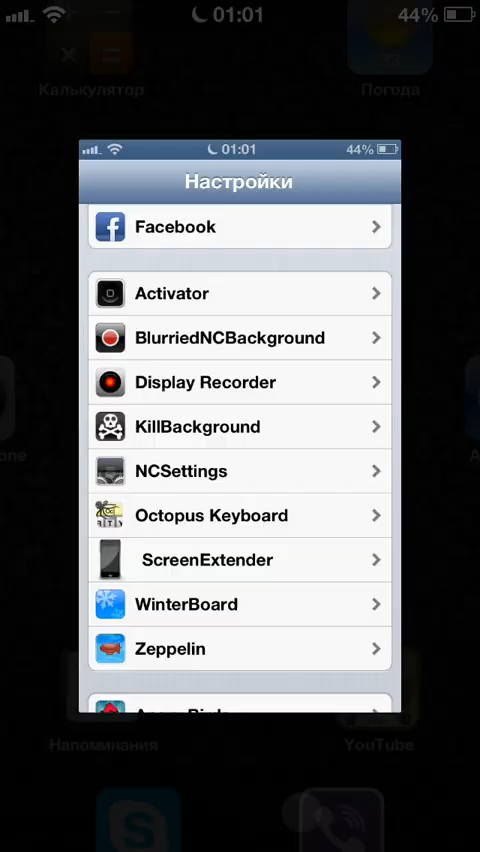 01:01
44%
Калькулятор
Погода
01:01
44%
Настройки
Facebook
Activator
BlurriedNCBackground
Display Recorder
KillBackground
NCSettings
Octopus Keyboard
ScreenExtender
WinterBoard
Zeppelin
Напоминания
YouTube